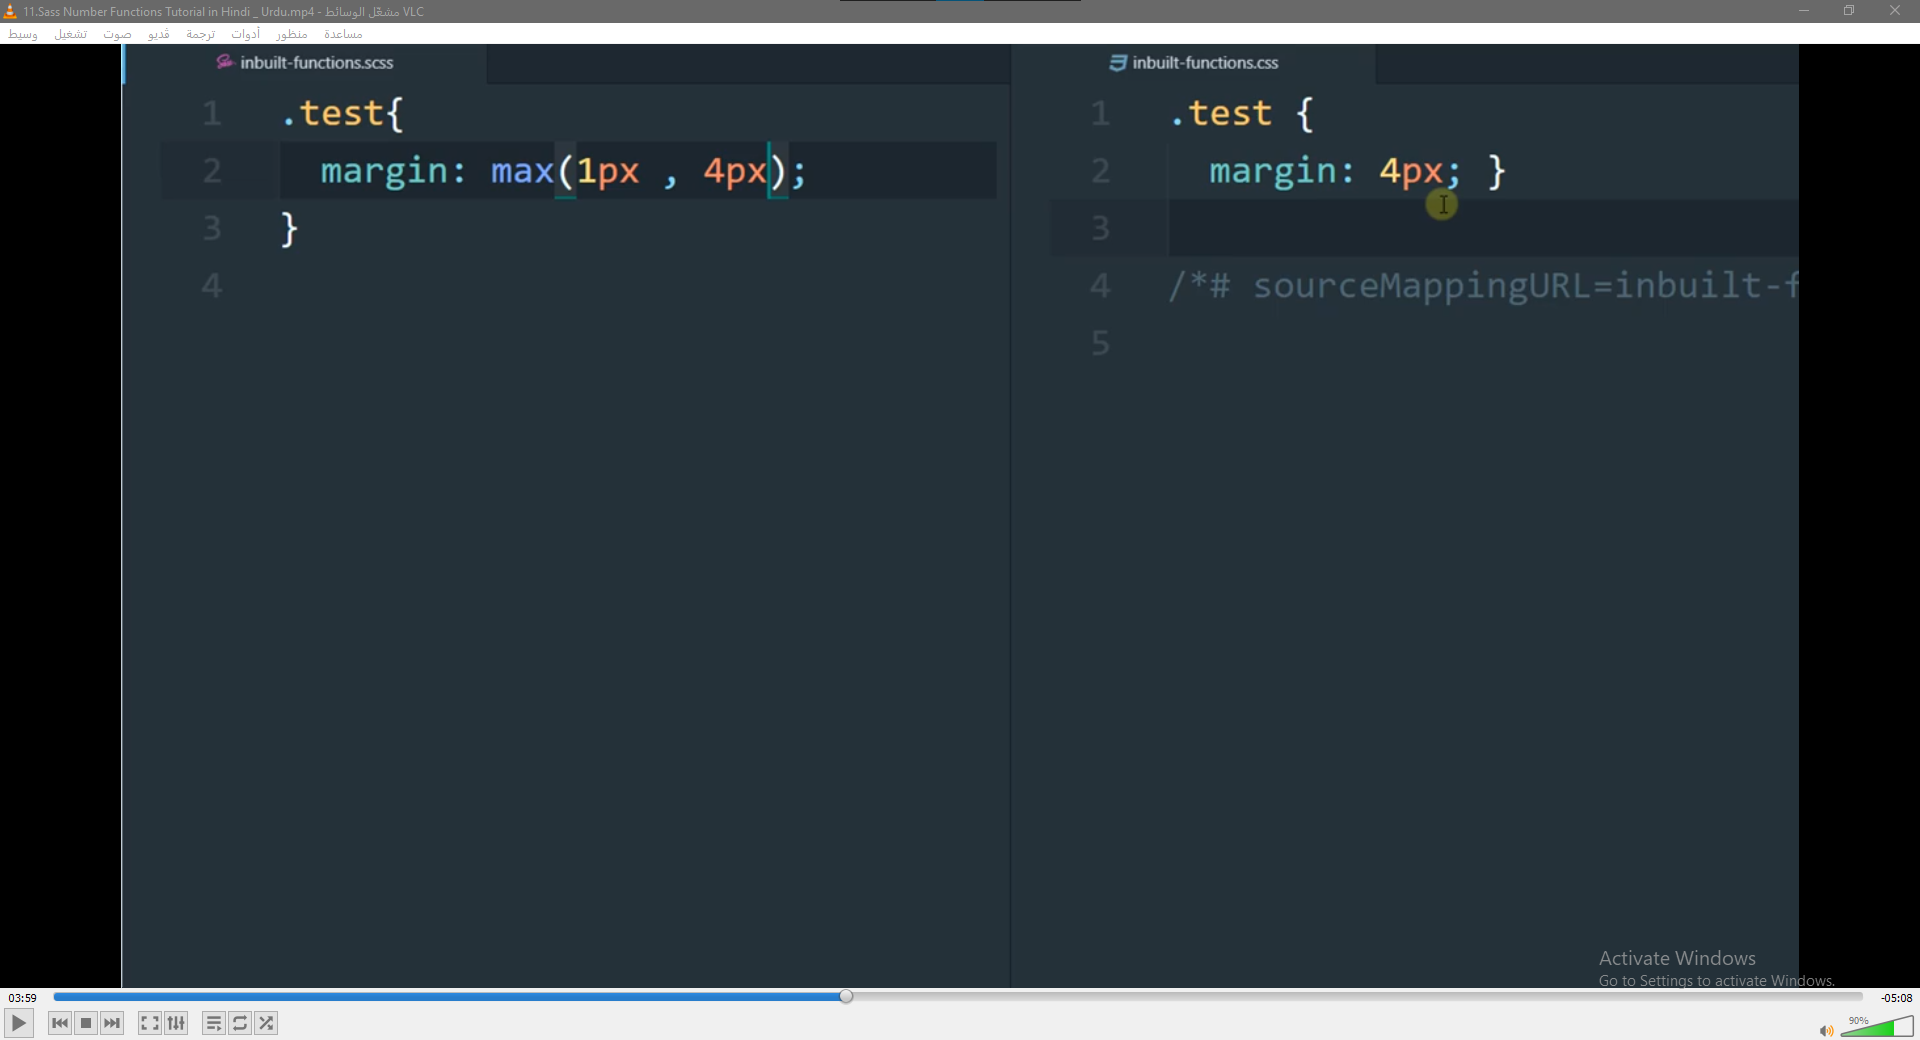 11.Sass Number Functions Tutorial in Hindi _ Urdu.mp4 - مشغّل الوسائط VLC
وسيط تشغيل صوت فديو ترجمة أدوات منظور مساعدة
inbuilt-functions.scss
1 .test{
2 margin: max(1px , 4px);
3 }
4
inbuilt-functions.css
1 .test {
2 margin: 4px; }
3
4 /*# sourceMappingURL=inbuilt-f
5
Activate Windows
Go to Settings to activate Windows.
03:59
-05:08
90%